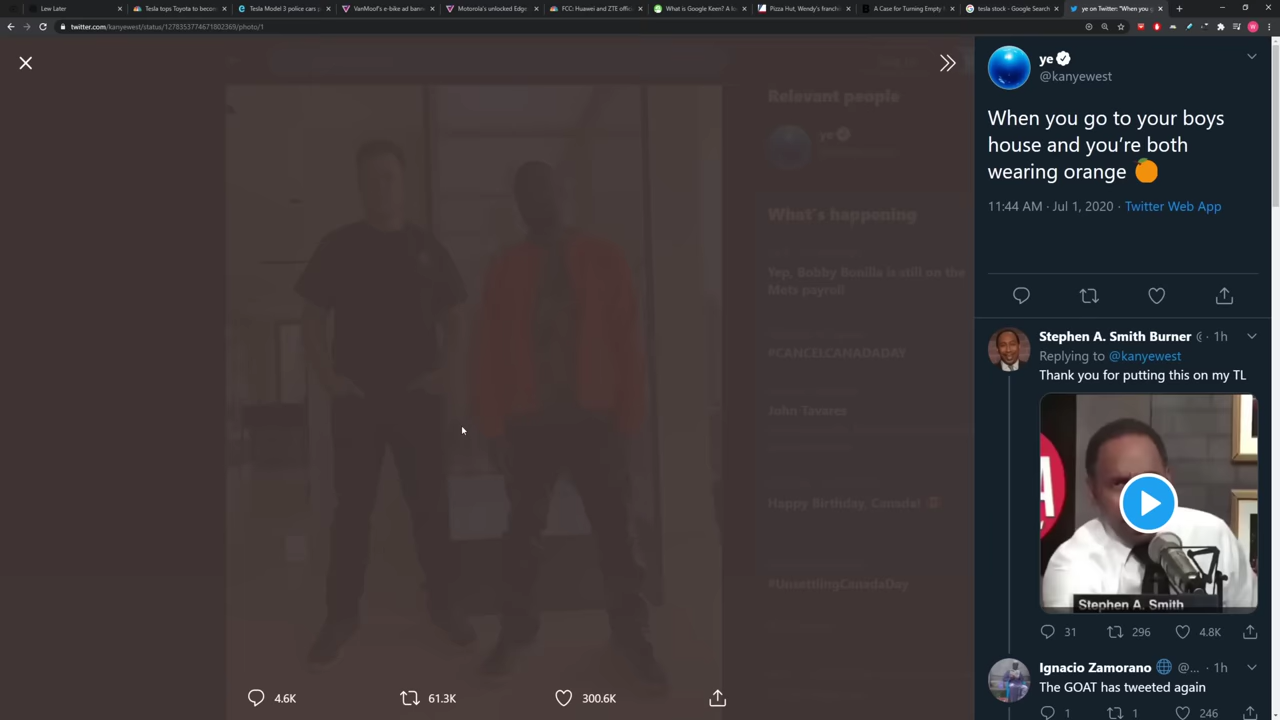 Lew Later
Tesla tops Toyota to becom
Tesla Model 3 police cars p
VanMoof's e-bike ad banne
Motorola's unlocked Edge
FCC: Huawei and ZTE offici
What is Google Keen? A k
Pizza Hut, Wendy's franch
A Case for Turning Empty
tesla stock - Google Search
ye on Twitter: "When you g
twitter.com/kanyewest/status/1278353774671802369/photo/1
Relevant people
ye
What's happening
Yep, Bobby Bonilla is still on the
Mets payroll
#CANCELCANADADAY
John Tavares
Happy Birthday, Canada!
#UnsettlingCanadaDay
4.6K
61.3K
300.6K
ye
@kanyewest
When you go to your boys
house and you're both
wearing orange 🍊
11:44 AM · Jul 1, 2020 · Twitter Web App
Stephen A. Smith Burner @ · 1h
Replying to @kanyewest
Thank you for putting this on my TL
Stephen A. Smith
31
296
4.8K
Ignacio Zamorano 🌐 @... · 1h
The GOAT has tweeted again
1
1
246